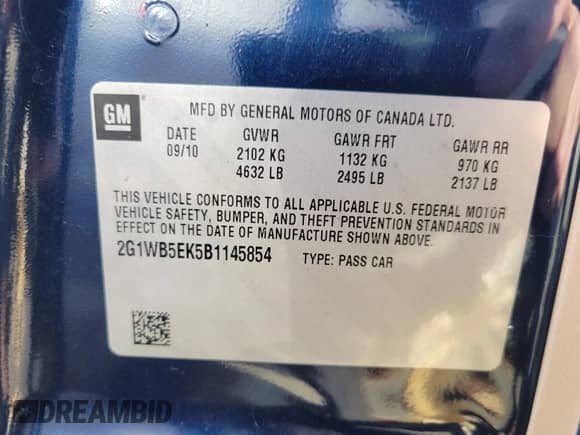 GM
MFD BY GENERAL MOTORS OF CANADA LTD.
DATE GVWR GAWR FRT GAWR RR
09/10 2102 KG 1132 KG 970 KG
4632 LB 2495 LB 2137 LB
THIS VEHICLE CONFORMS TO ALL APPLICABLE U.S. FEDERAL MOTOR
VEHICLE SAFETY, BUMPER, AND THEFT PREVENTION STANDARDS IN
EFFECT ON THE DATE OF MANUFACTURE SHOWN ABOVE.
2G1WB5EK5B1145854 TYPE: PASS CAR
DREAMBID